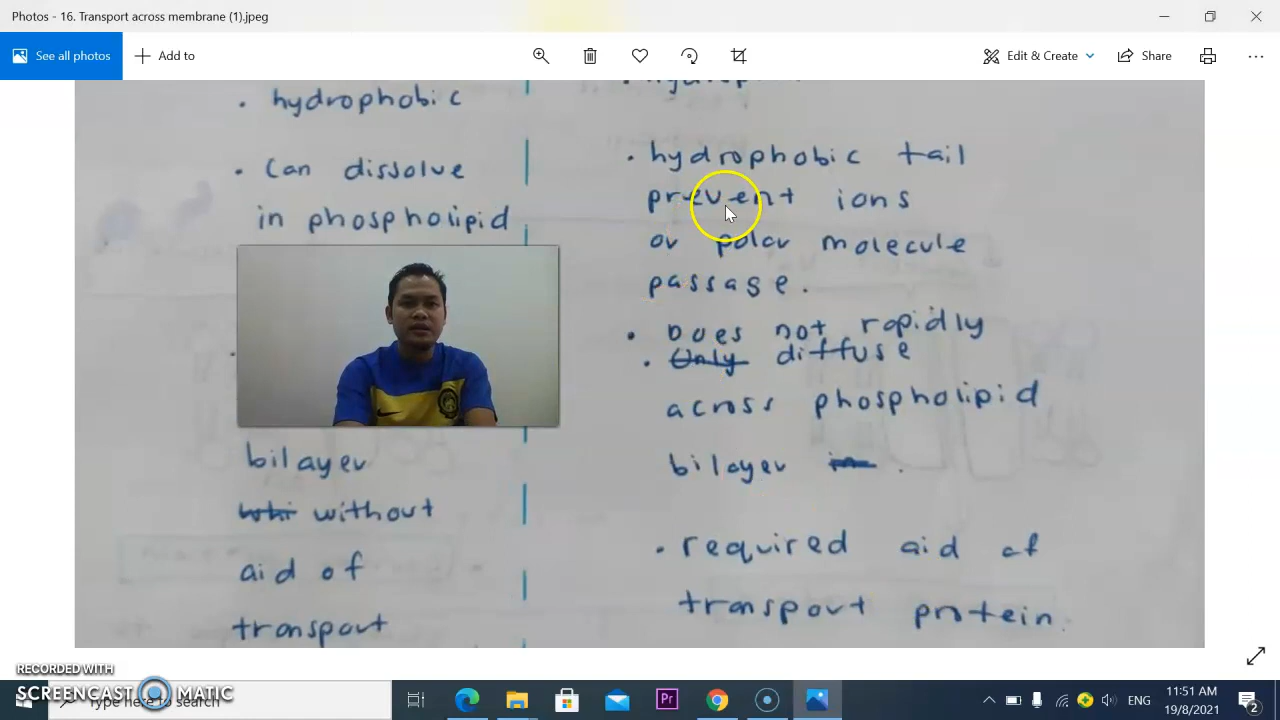 Photos - 16. Transport across membrane (1).jpeg
See all photos
Add to
Edit & Create
Share
• hydrophobic
• Can dissolve
in phospholipid
bilayer
without
aid of
transport
• hydrophobic tail
prevent ions
or polar molecule
passage.
• Does not rapidly
• Only diffuse
across phospholipid
bilayer .
• required aid of
transport protein.
RECORDED WITH
SCREENCAST MATIC
Type here to search
ENG
11:51 AM
19/8/2021
2